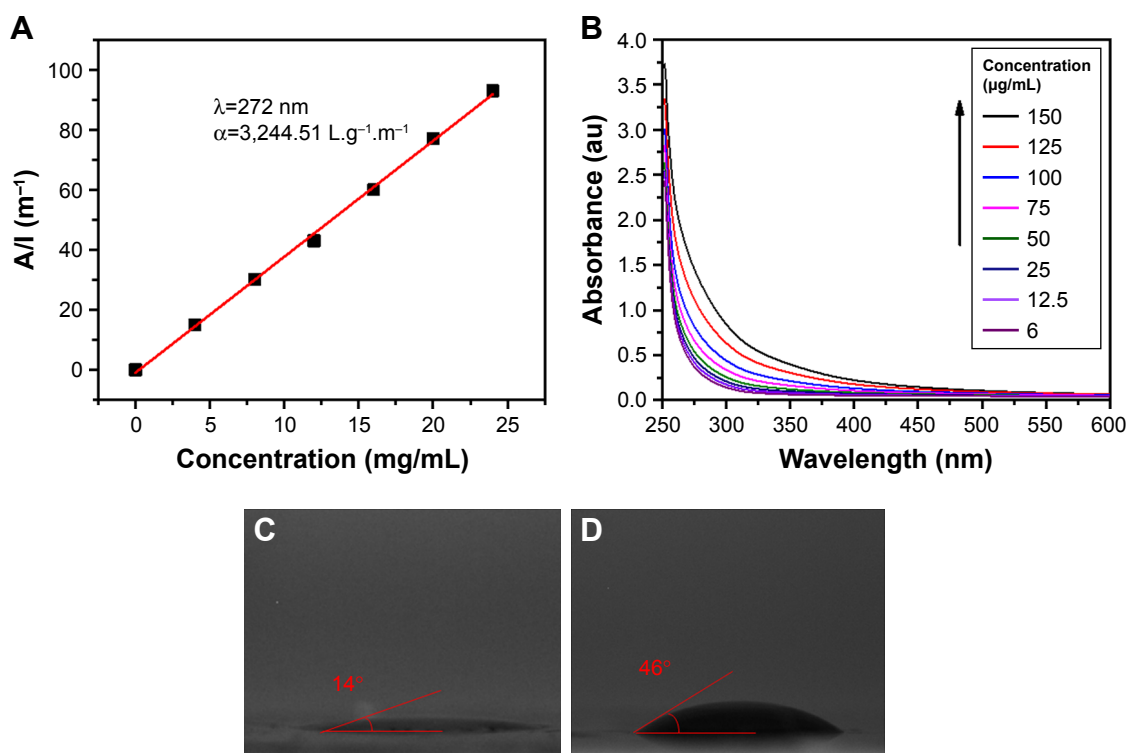 A
A/l (m⁻¹)
100
80
60
40
20
0
λ=272 nm
α=3,244.51 L.g⁻¹.m⁻¹
0 5 10 15 20 25
Concentration (mg/mL)
B
Absorbance (au)
4.0
3.5
3.0
2.5
2.0
1.5
1.0
0.5
0.0
Concentration
(µg/mL)
150
125
100
75
50
25
12.5
6
250 300 350 400 450 500 550 600
Wavelength (nm)
C
14°
D
46°